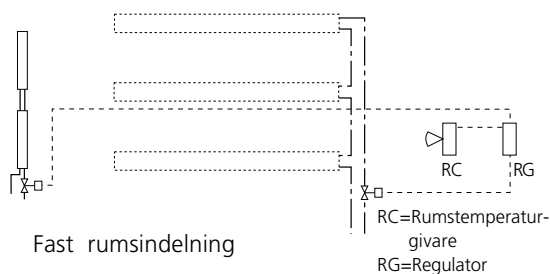 RC
RG
RC=Rumstemperatur-
givare
RG=Regulator
Fast rumsindelning